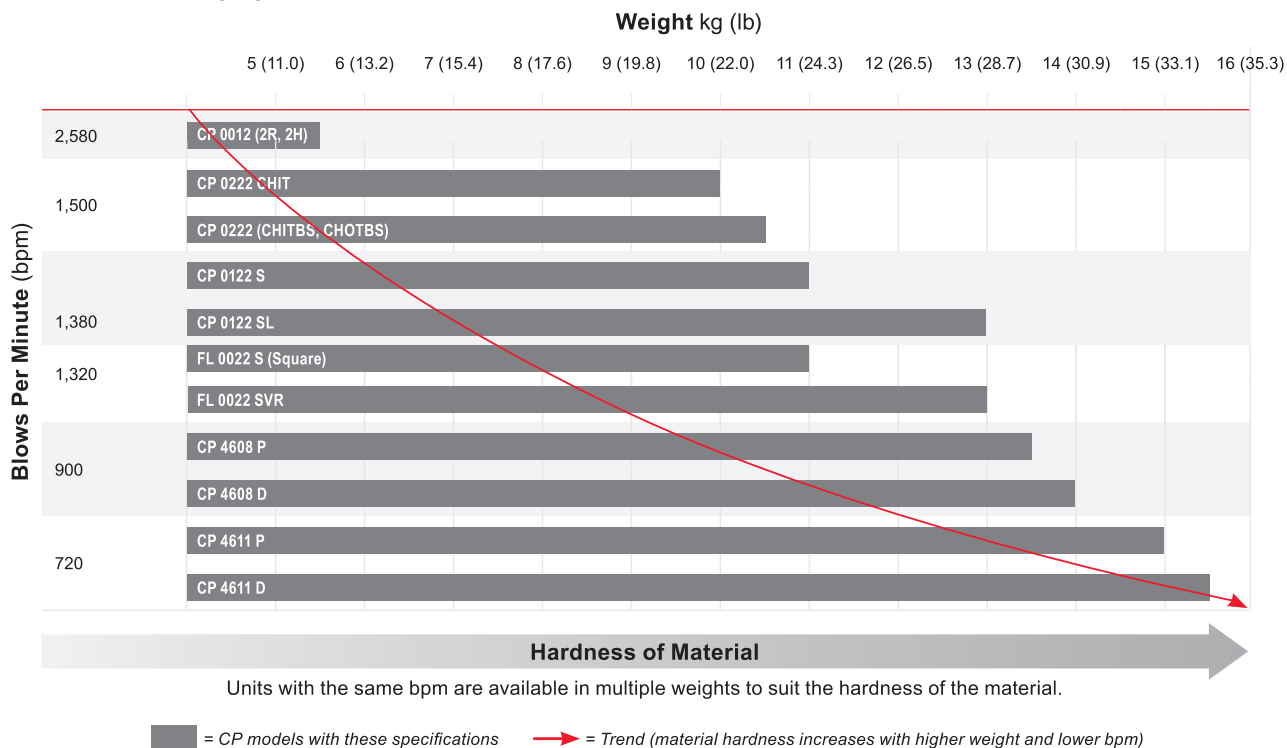 Weight kg (lb)
5 (11.0) 6 (13.2) 7 (15.4) 8 (17.6) 9 (19.8) 10 (22.0) 11 (24.3) 12 (26.5) 13 (28.7) 14 (30.9) 15 (33.1) 16 (35.3)
Blows Per Minute (bpm)
2,580
CP 0012 (2R, 2H)
1,500
CP 0222 CHIT
CP 0222 (CHITBS, CHOTBS)
1,380
CP 0122 S
CP 0122 SL
1,320
FL 0022 S (Square)
FL 0022 SVR
900
CP 4608 P
CP 4608 D
720
CP 4611 P
CP 4611 D
Hardness of Material
Units with the same bpm are available in multiple weights to suit the hardness of the material.
= CP models with these specifications
= Trend (material hardness increases with higher weight and lower bpm)